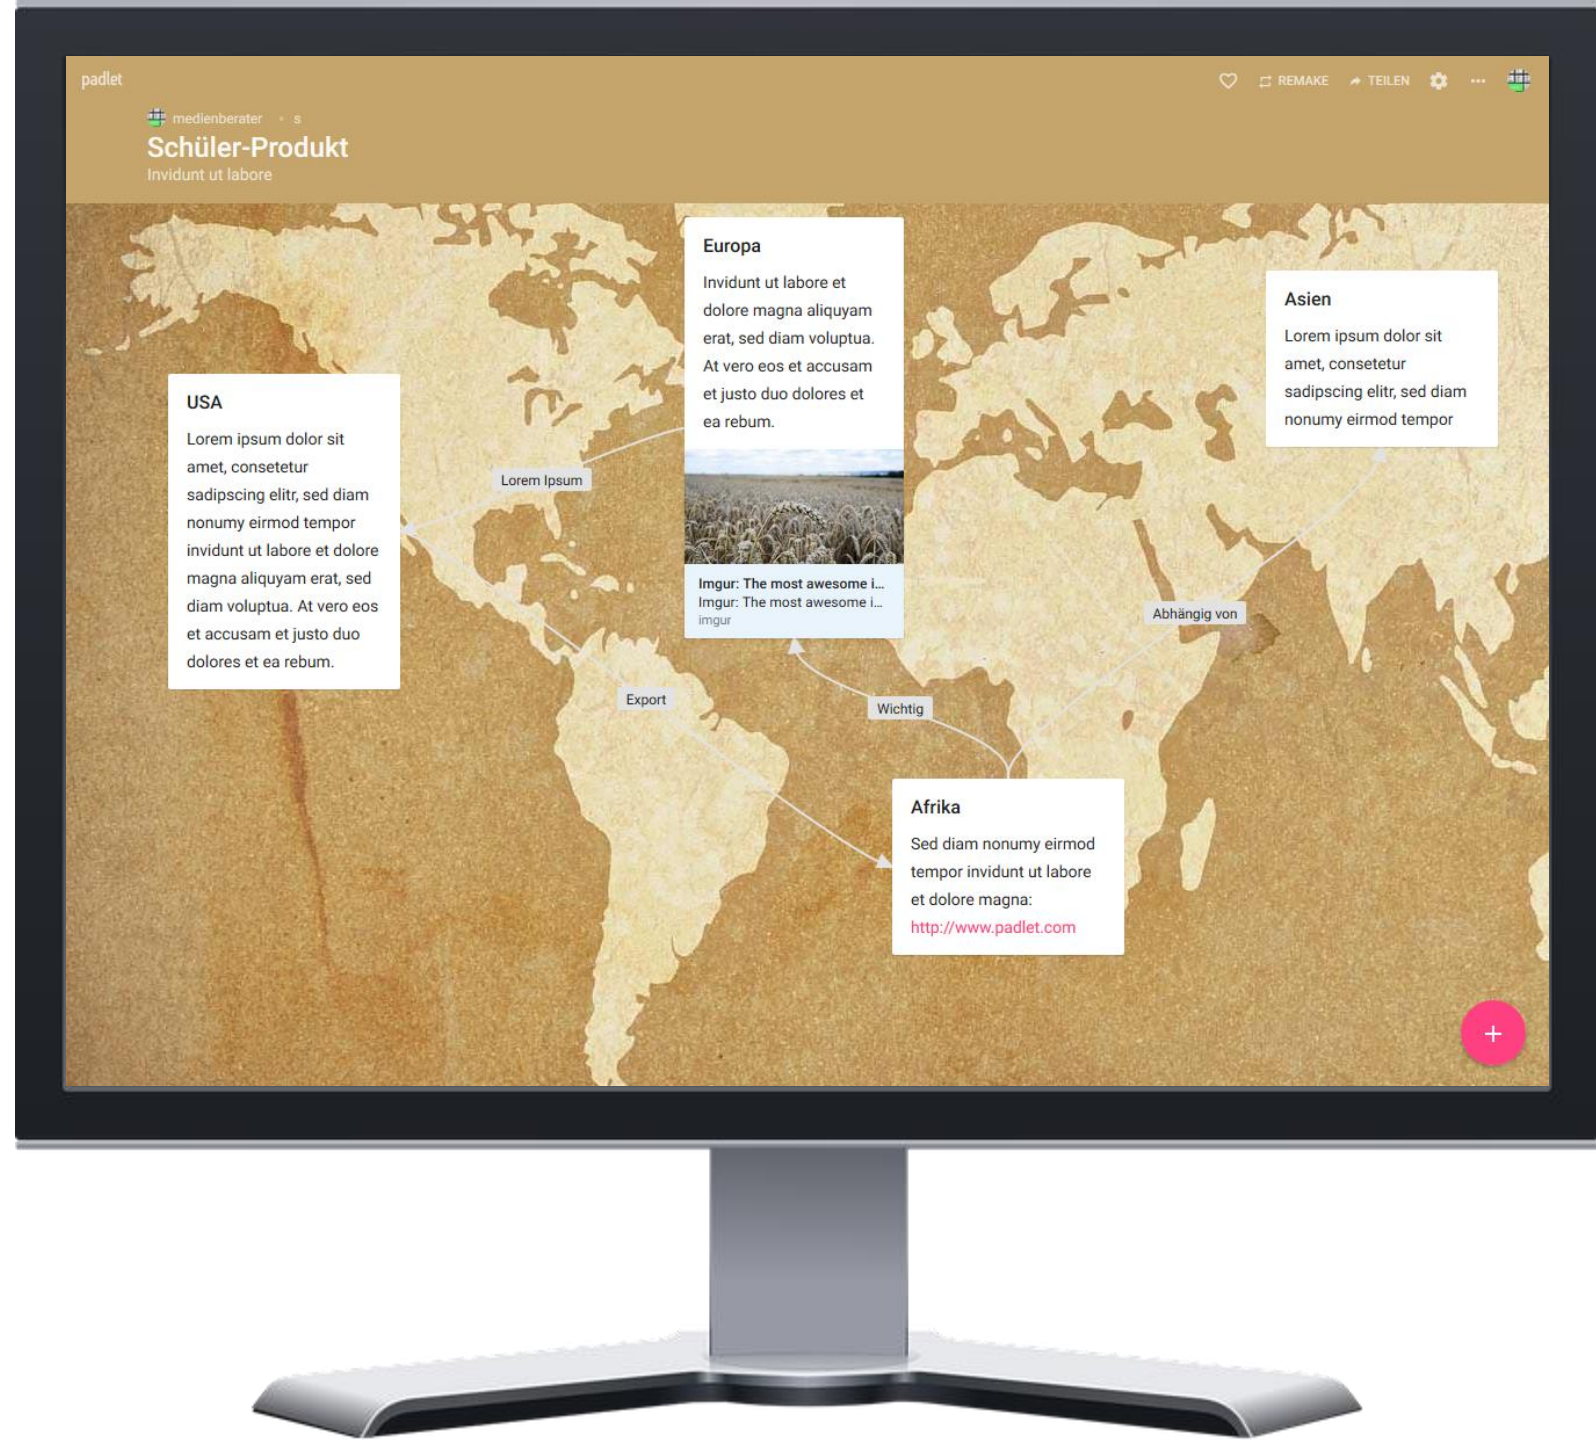 padlet
REMAKE
TEILEN
medienberater • s
Schüler-Produkt
Invidunt ut labore
USA
Lorem ipsum dolor sit
amet, consetetur
sadipscing elitr, sed diam
nonumy eirmod tempor
invidunt ut labore et dolore
magna aliquyam erat, sed
diam voluptua. At vero eos
et accusam et justo duo
dolores et ea rebum.
Lorem Ipsum
Export
Europa
Invidunt ut labore et
dolore magna aliquyam
erat, sed diam voluptua.
At vero eos et accusam
et justo duo dolores et
ea rebum.
Imgur: The most awesome i...
Imgur: The most awesome i...
imgur
Wichtig
Afrika
Sed diam nonumy eirmod
tempor invidunt ut labore
et dolore magna:
http://www.padlet.com
Abhängig von
Asien
Lorem ipsum dolor sit
amet, consetetur
sadipscing elitr, sed diam
nonumy eirmod tempor